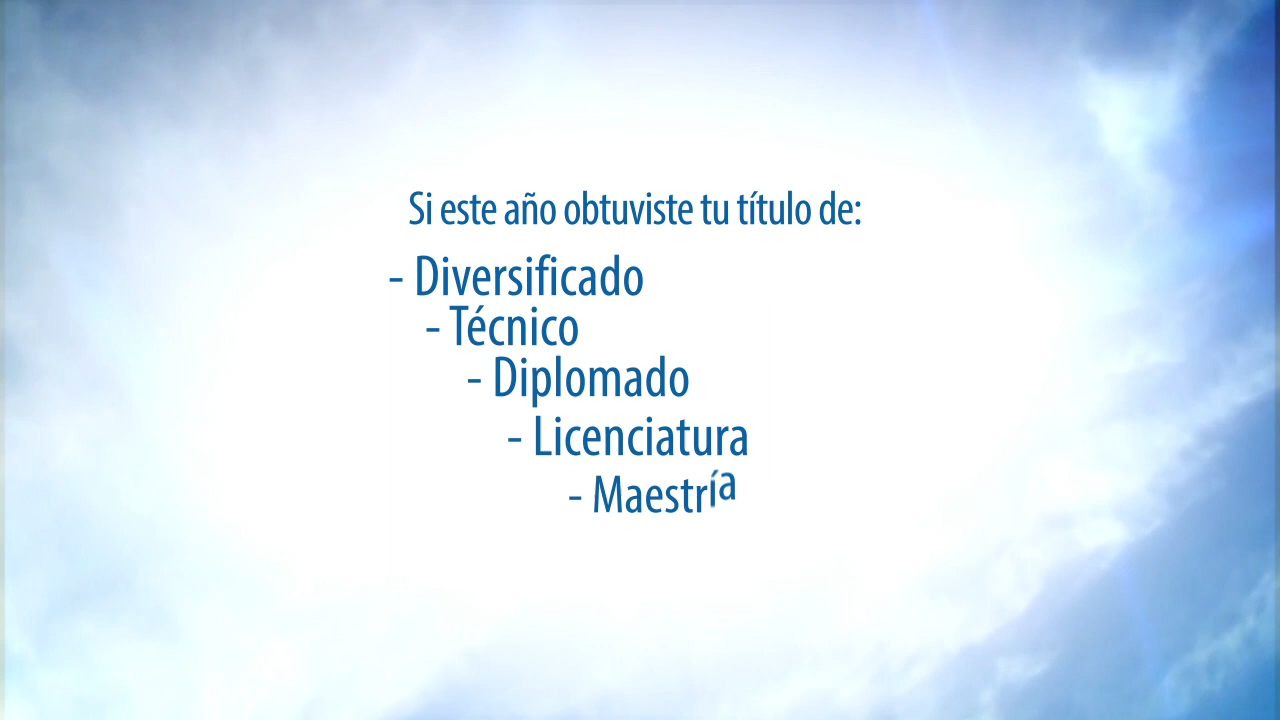 Si este año obtuviste tu título de:
- Diversificado
- Técnico
- Diplomado
- Licenciatura
- Maestría